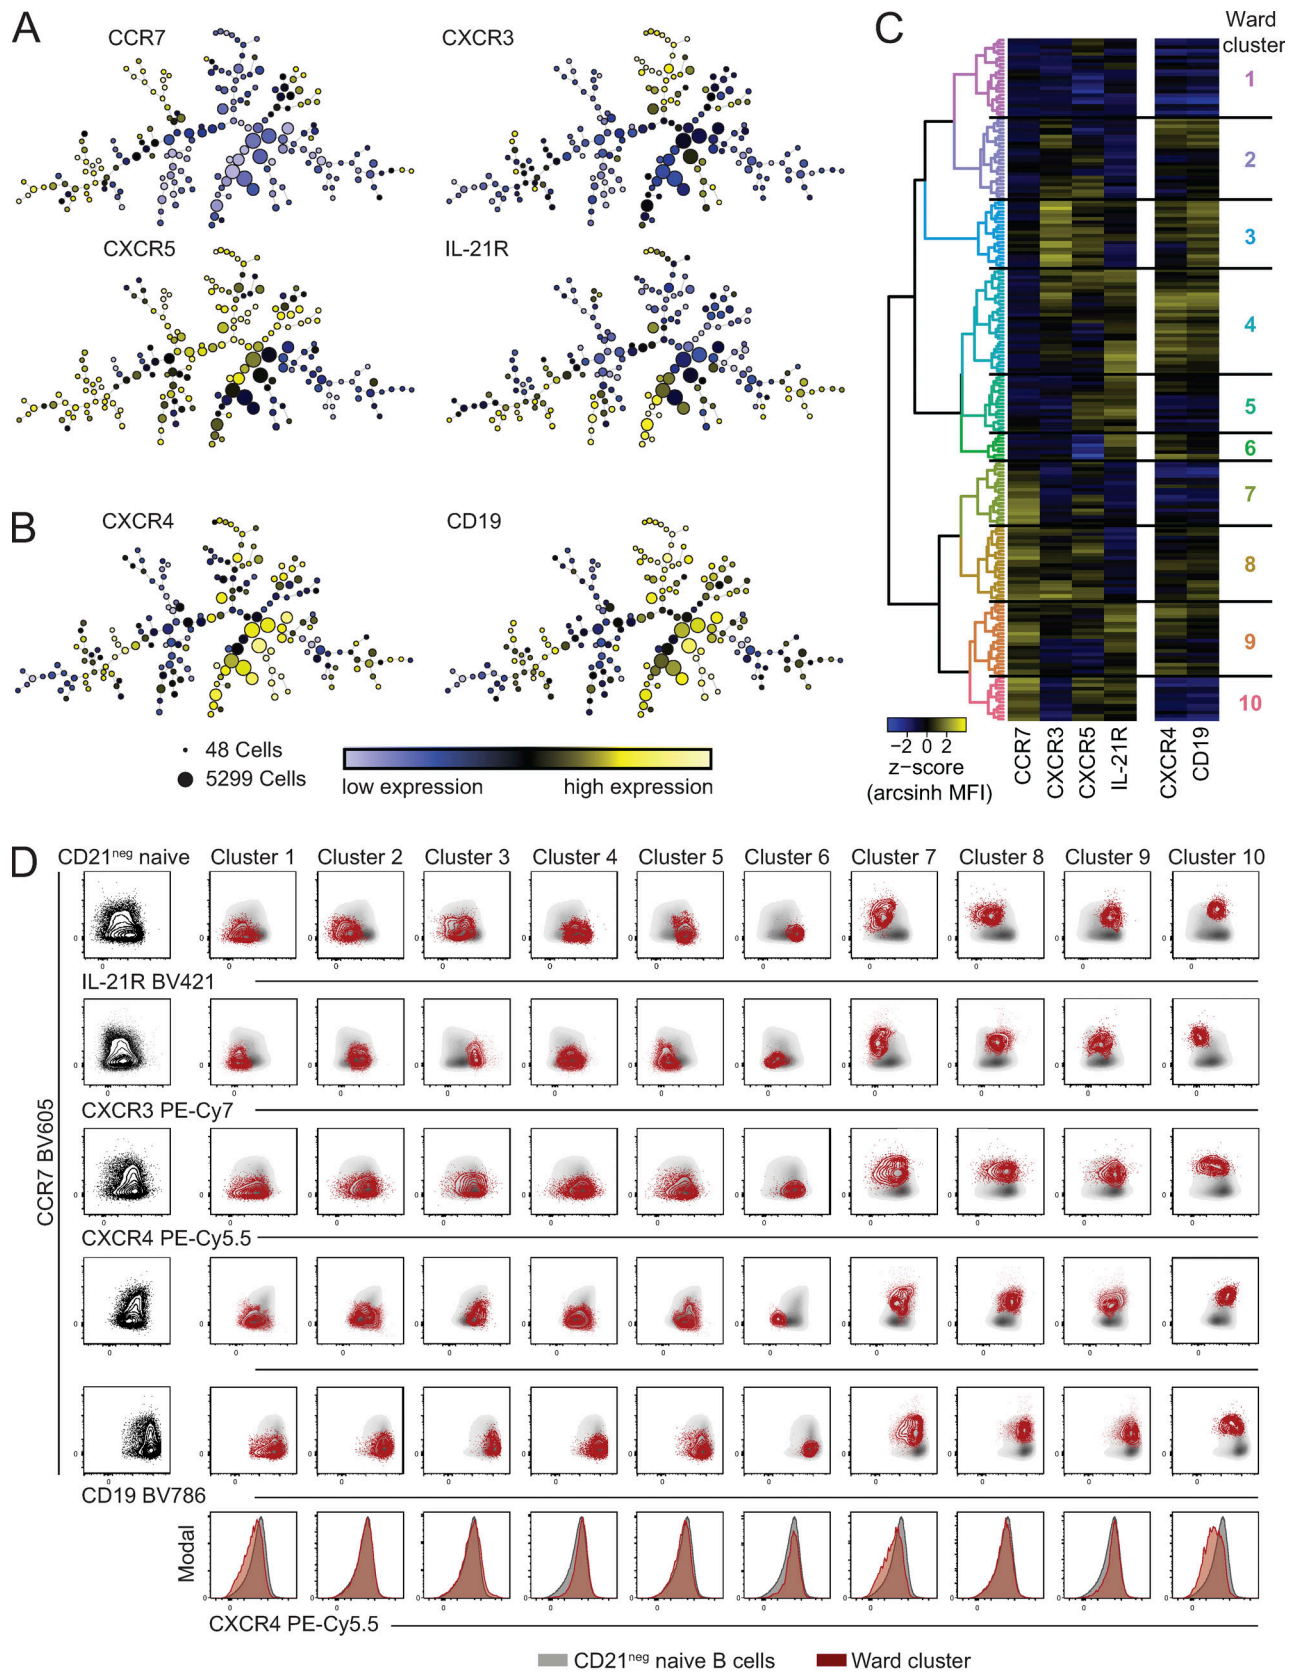 A
CCR7
CXCR3
CXCR5
IL-21R
B
CXCR4
CD19
48 Cells
5299 Cells
low expression
high expression
C
Ward
cluster
1
2
3
4
5
6
7
8
9
10
−2 0 2
z−score
(arcsinh MFI)
CCR7
CXCR3
CXCR5
IL-21R
CXCR4
CD19
D
CD21neg naive
Cluster 1
Cluster 2
Cluster 3
Cluster 4
Cluster 5
Cluster 6
Cluster 7
Cluster 8
Cluster 9
Cluster 10
CCR7 BV605
IL-21R BV421
CXCR3 PE-Cy7
CXCR4 PE-Cy5.5
CD19 BV786
Modal
CXCR4 PE-Cy5.5
CD21neg naive B cells
Ward cluster